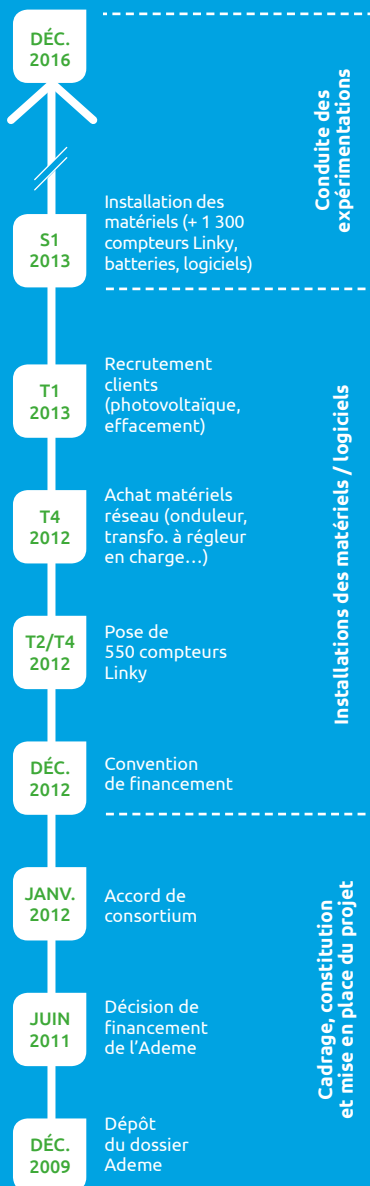 DÉC.
2016
Conduite des
expérimentations
S1
2013
Installation des
matériels (+ 1 300
compteurs Linky,
batteries, logiciels)
T1
2013
Recrutement
clients
(photovoltaïque,
effacement)
Installations des matériels / logiciels
T4
2012
Achat matériels
réseau (onduleur,
transfo. à régleur
en charge…)
T2/T4
2012
Pose de
550 compteurs
Linky
DÉC.
2012
Convention
de financement
JANV.
2012
Accord de
consortium
Cadrage, constitution
et mise en place du projet
JUIN
2011
Décision de
financement
de l’Ademe
DÉC.
2009
Dépôt
du dossier
Ademe